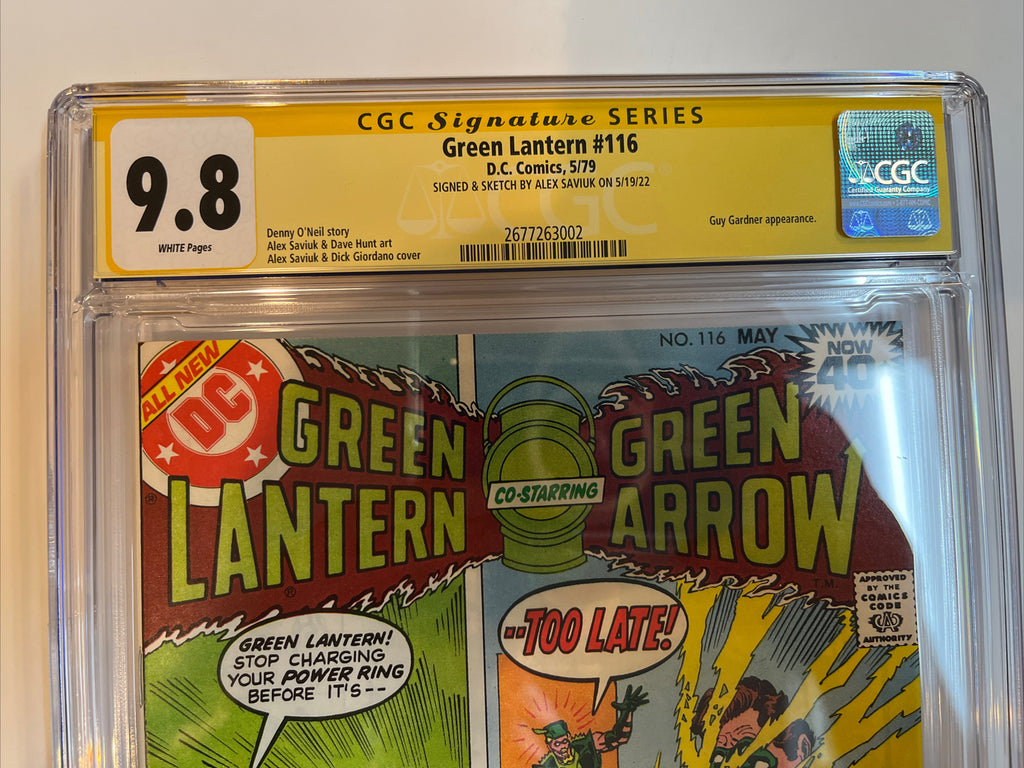 CGC Signature SERIES
Green Lantern #116
D.C. Comics, 5/79
SIGNED & SKETCH BY ALEX SAVIUK ON 5/19/22
9.8
WHITE Pages
Denny O'Neil story
Alex Saviuk & Dave Hunt art
Alex Saviuk & Dick Giordano cover
2677263002
Guy Gardner appearance.
CGC
CGC
Certified Guaranty Company
NO. 116 MAY
NOW
40
ALL NEW
DC
GREEN
LANTERN
®
®
CO-STARRING
GREEN
ARROW
T.M.
APPROVED
BY THE
COMICS
CODE
AUTHORITY
GREEN LANTERN!
STOP CHARGING
YOUR POWER RING
BEFORE IT'S--
--TOO LATE!